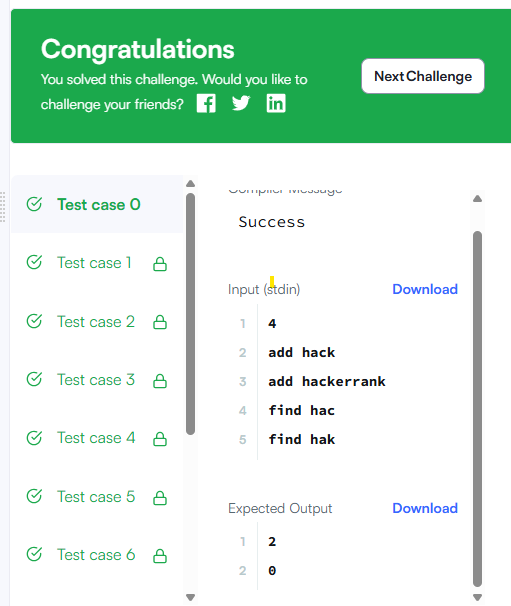 Congratulations
You solved this challenge. Would you like to
challenge your friends?
Next Challenge
Test case 0
Test case 1
Test case 2
Test case 3
Test case 4
Test case 5
Test case 6
Compiler Message
Success
Input (stdin)
Download
1 4
2 add hack
3 add hackerrank
4 find hac
5 find hak
Expected Output
Download
1 2
2 0